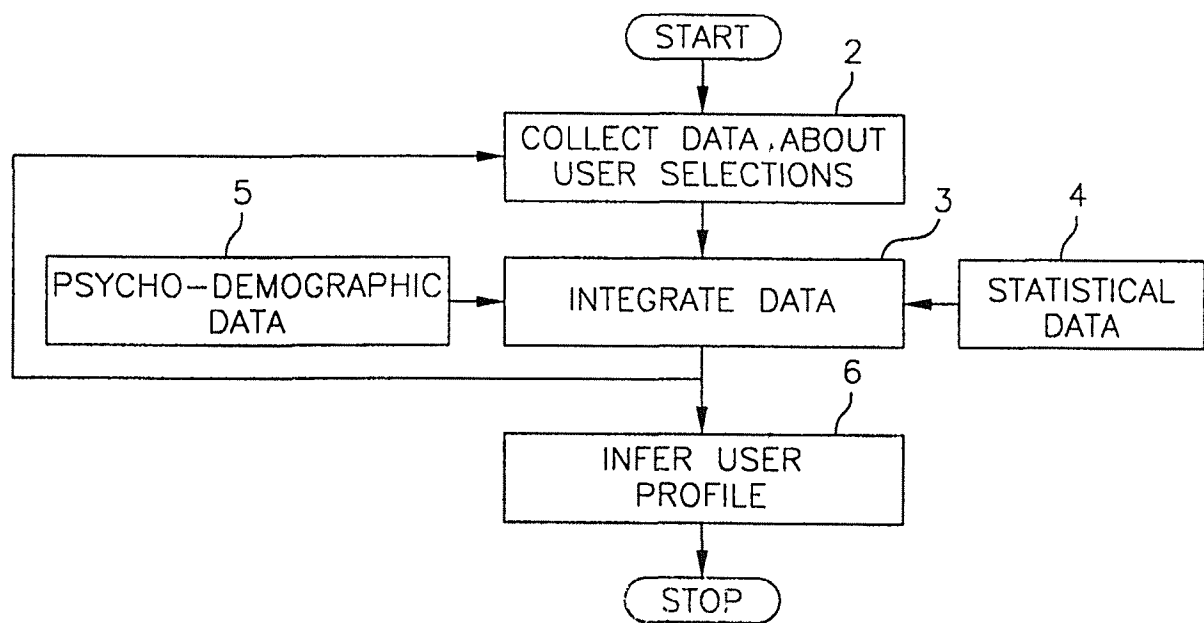 START
2
COLLECT DATA, ABOUT
USER SELECTIONS
5
3
4
PSYCHO-DEMOGRAPHIC
DATA
INTEGRATE DATA
STATISTICAL
DATA
6
INFER USER
PROFILE
STOP